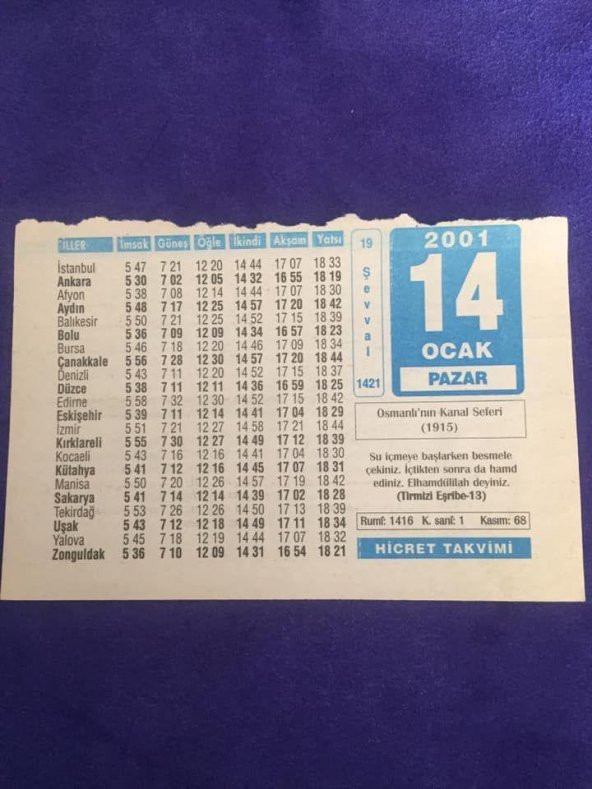 İLLER İmsak Güneş Öğle İkindi Akşam Yatsı
İstanbul 5 47 7 21 12 20 14 44 17 07 18 33
Ankara 5 30 7 02 12 05 14 32 16 55 18 19
Afyon 5 38 7 08 12 14 14 44 17 07 18 30
Aydın 5 48 7 17 12 25 14 57 17 20 18 42
Balıkesir 5 50 7 21 12 25 14 52 17 15 18 39
Bolu 5 36 7 09 12 09 14 34 16 57 18 23
Bursa 5 46 7 18 12 20 14 46 17 09 18 34
Çanakkale 5 56 7 28 12 30 14 57 17 20 18 44
Denizli 5 43 7 11 12 20 14 52 17 15 18 37
Düzce 5 38 7 11 12 11 14 36 16 59 18 25
Edirne 5 58 7 32 12 30 14 52 17 15 18 42
Eskişehir 5 39 7 11 12 14 14 41 17 04 18 29
İzmir 5 51 7 21 12 27 14 58 17 21 18 44
Kırklareli 5 55 7 30 12 27 14 49 17 12 18 39
Kocaeli 5 43 7 16 12 16 14 41 17 04 18 30
Kütahya 5 41 7 12 12 16 14 45 17 07 18 31
Manisa 5 50 7 20 12 26 14 57 17 19 18 42
Sakarya 5 41 7 14 12 14 14 39 17 02 18 28
Tekirdağ 5 53 7 26 12 26 14 50 17 13 18 39
Uşak 5 43 7 12 12 18 14 49 17 11 18 34
Yalova 5 45 7 18 12 19 14 44 17 07 18 32
Zonguldak 5 36 7 10 12 09 14 31 16 54 18 21
19
Şevval
1421
2001
14
OCAK
PAZAR
Osmanlı'nın Kanal Seferi
(1915)
Su içmeye başlarken besmele
çekiniz. İçtikten sonra da hamd
ediniz. Elhamdülilah deyiniz.
(Tirmizi Eşribe-13)
Rumî: 1416 K. sanî: 1 Kasım: 68
HİCRET TAKVİMİ